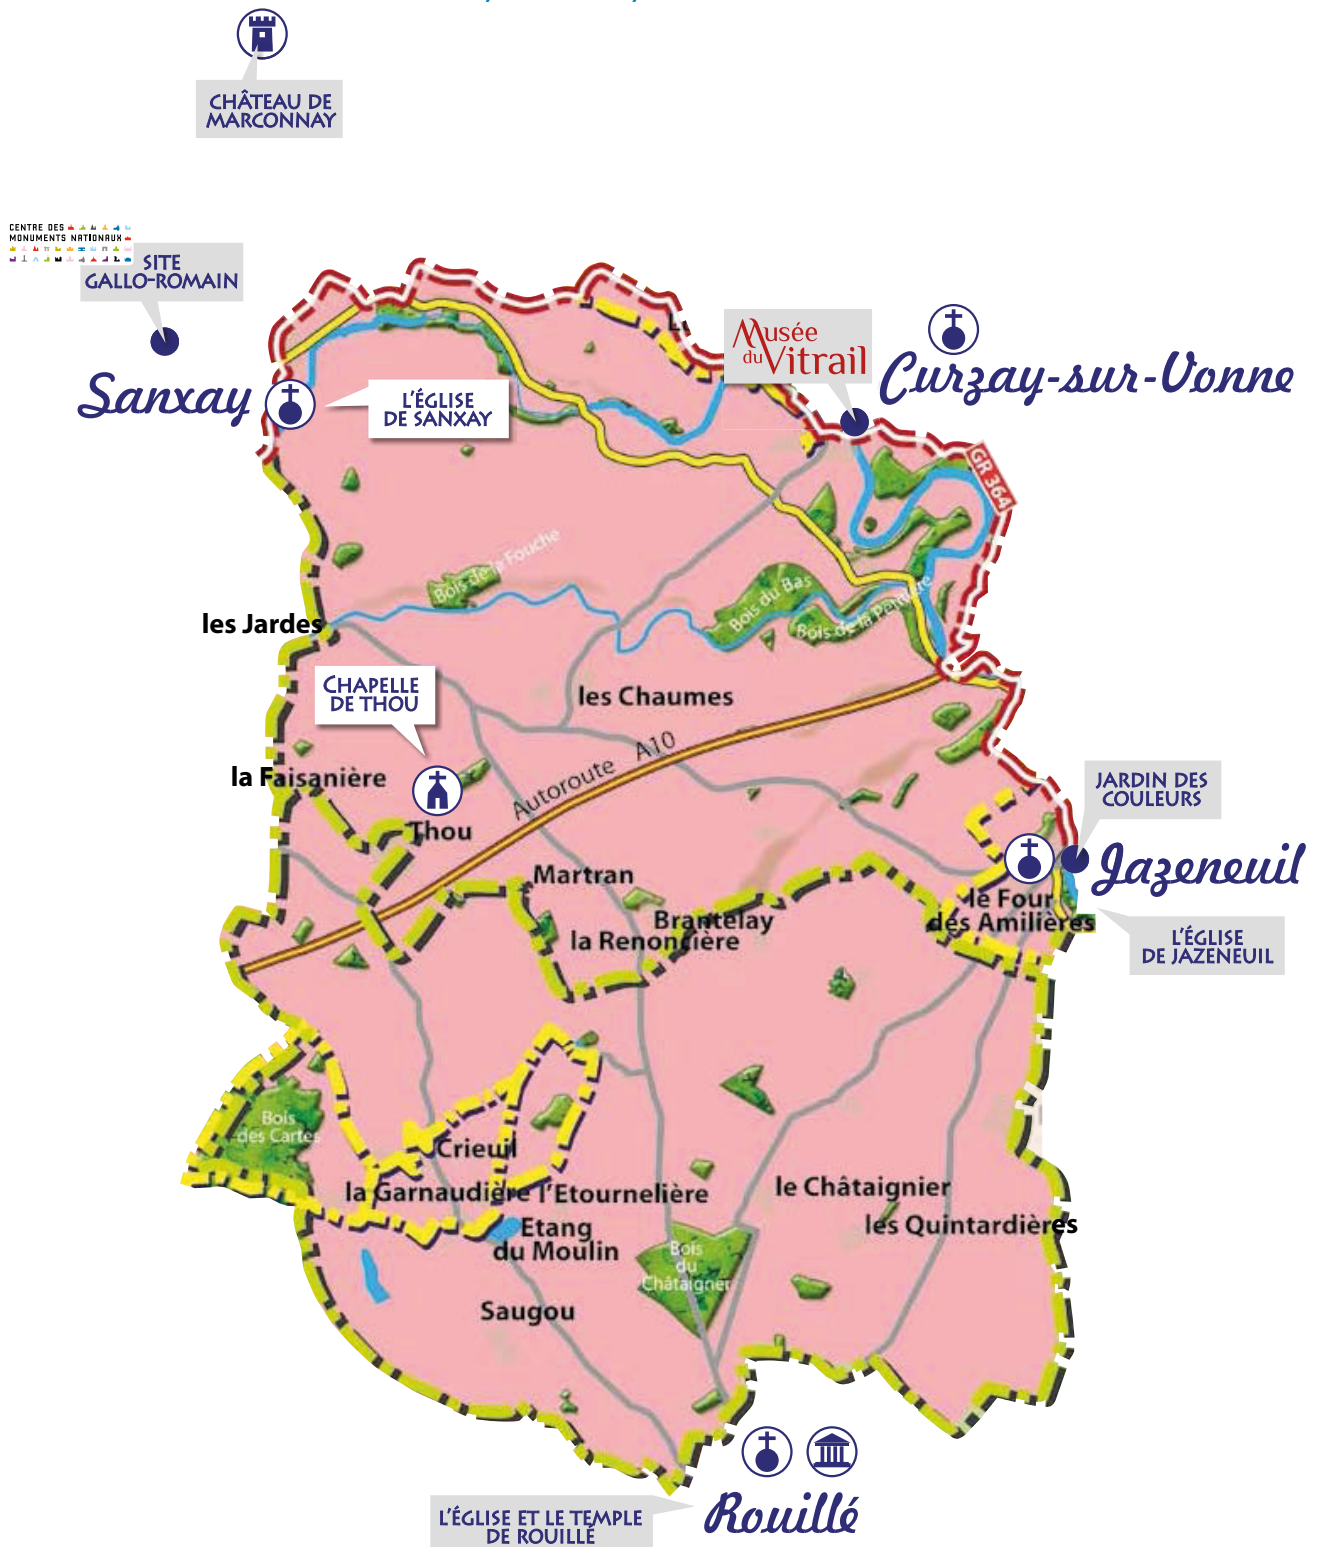 CHÂTEAU DE
MARCONNAY
CENTRE DES
MONUMENTS NATIONAUX
SITE
GALLO-ROMAIN
Musée
du Vitrail
Curzay-sur-Vonne
Sanxay
L'ÉGLISE
DE SANXAY
GR 364
Bois de la Fouche
Bois du Bas
les Jardes
CHAPELLE
DE THOU
les Chaumes
Autoroute A10
la Faisanière
Thou
JARDIN DES
COULEURS
Jazeneuil
Martran
le Four
des Amilières
Brantelay
la Renoncière
L'ÉGLISE
DE JAZENEUIL
Bois
des Cartes
Crieuil
la Garnaudière
l'Etournelière
le Châtaignier
les Quintardières
Etang
du Moulin
Bois
du
Châtaigner
Saugou
L'ÉGLISE ET LE TEMPLE
DE ROUILLÉ
Rouillé